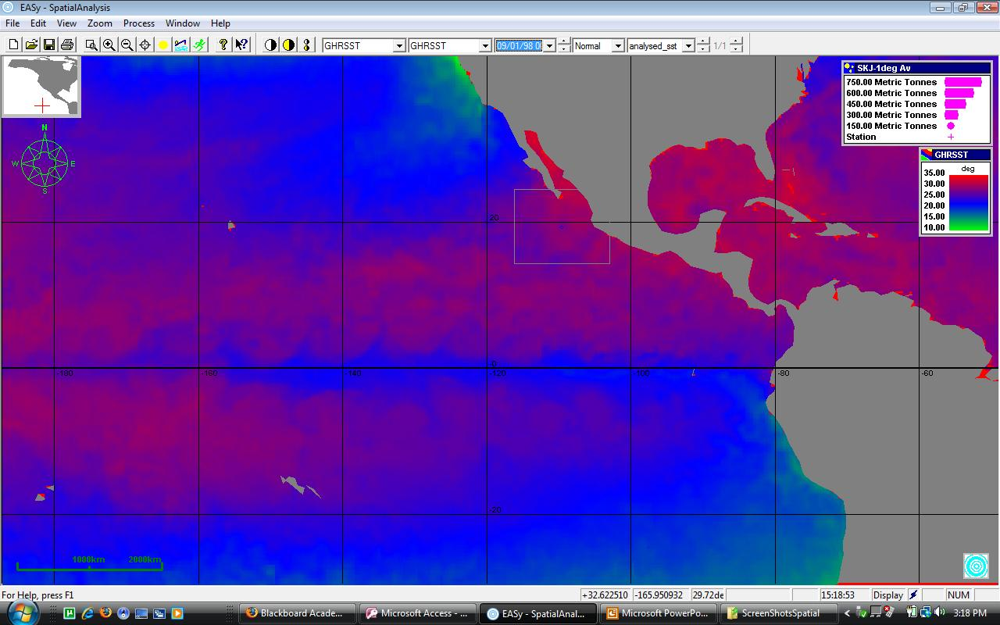 EASy - SpatialAnalysis
File Edit View Zoom Process Window Help
GHRSST GHRSST 09/01/98 0 Normal analysed_sst 1/1
SKJ-1deg Av
750.00 Metric Tonnes
600.00 Metric Tonnes
450.00 Metric Tonnes
300.00 Metric Tonnes
150.00 Metric Tonnes
Station
N
W E
S
GHRSST
deg
35.00
30.00
25.00
20.00
15.00
10.00
20
0
-180 -160 -140 -120 -100 -80 -60
-20
1000km 2000km
For Help, press F1 +32.622510 -165.950932 29.72de 15:18:53 Display NUM
Blackboard Acade... Microsoft Access - ... EASy - SpatialAnal... Microsoft PowerPo... ScreenShotsSpatial 3:18 PM